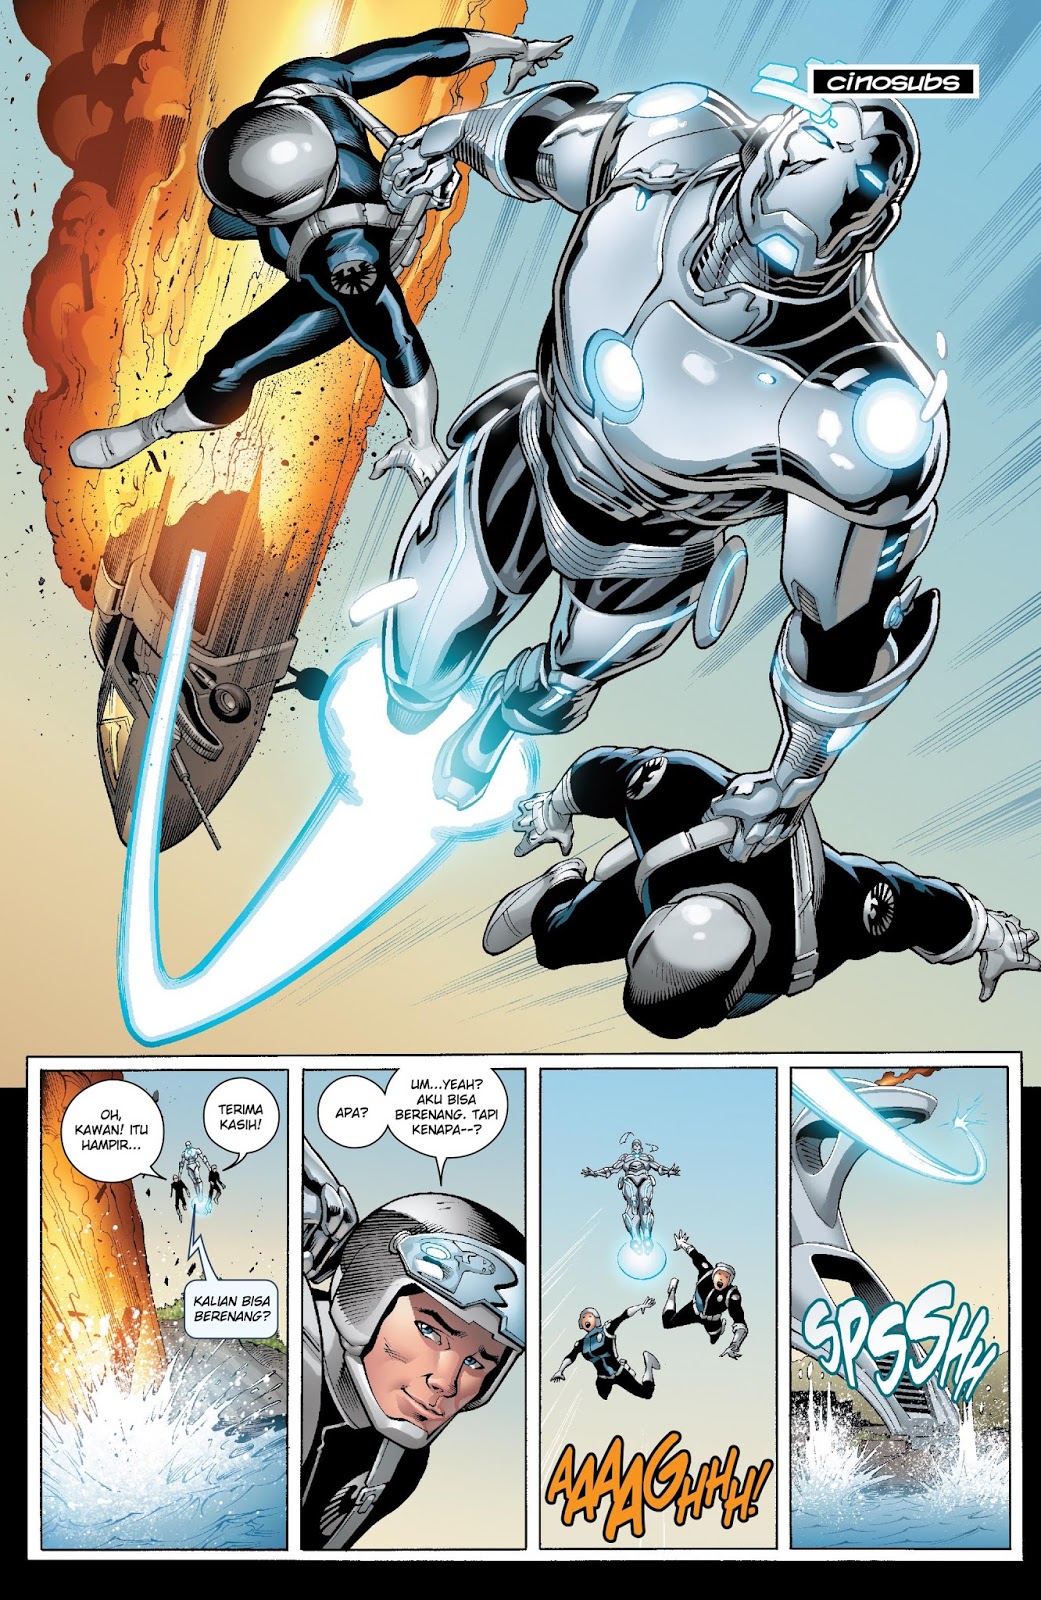 cinosubs
OH,
KAWAN! ITU
HAMPIR...
TERIMA
KASIH!
KALIAN BISA
BERENANG?
APA?
UM...YEAH?
AKU BISA
BERENANG. TAPI
KENAPA--?
AAAAGHHH!
SPSSSHH